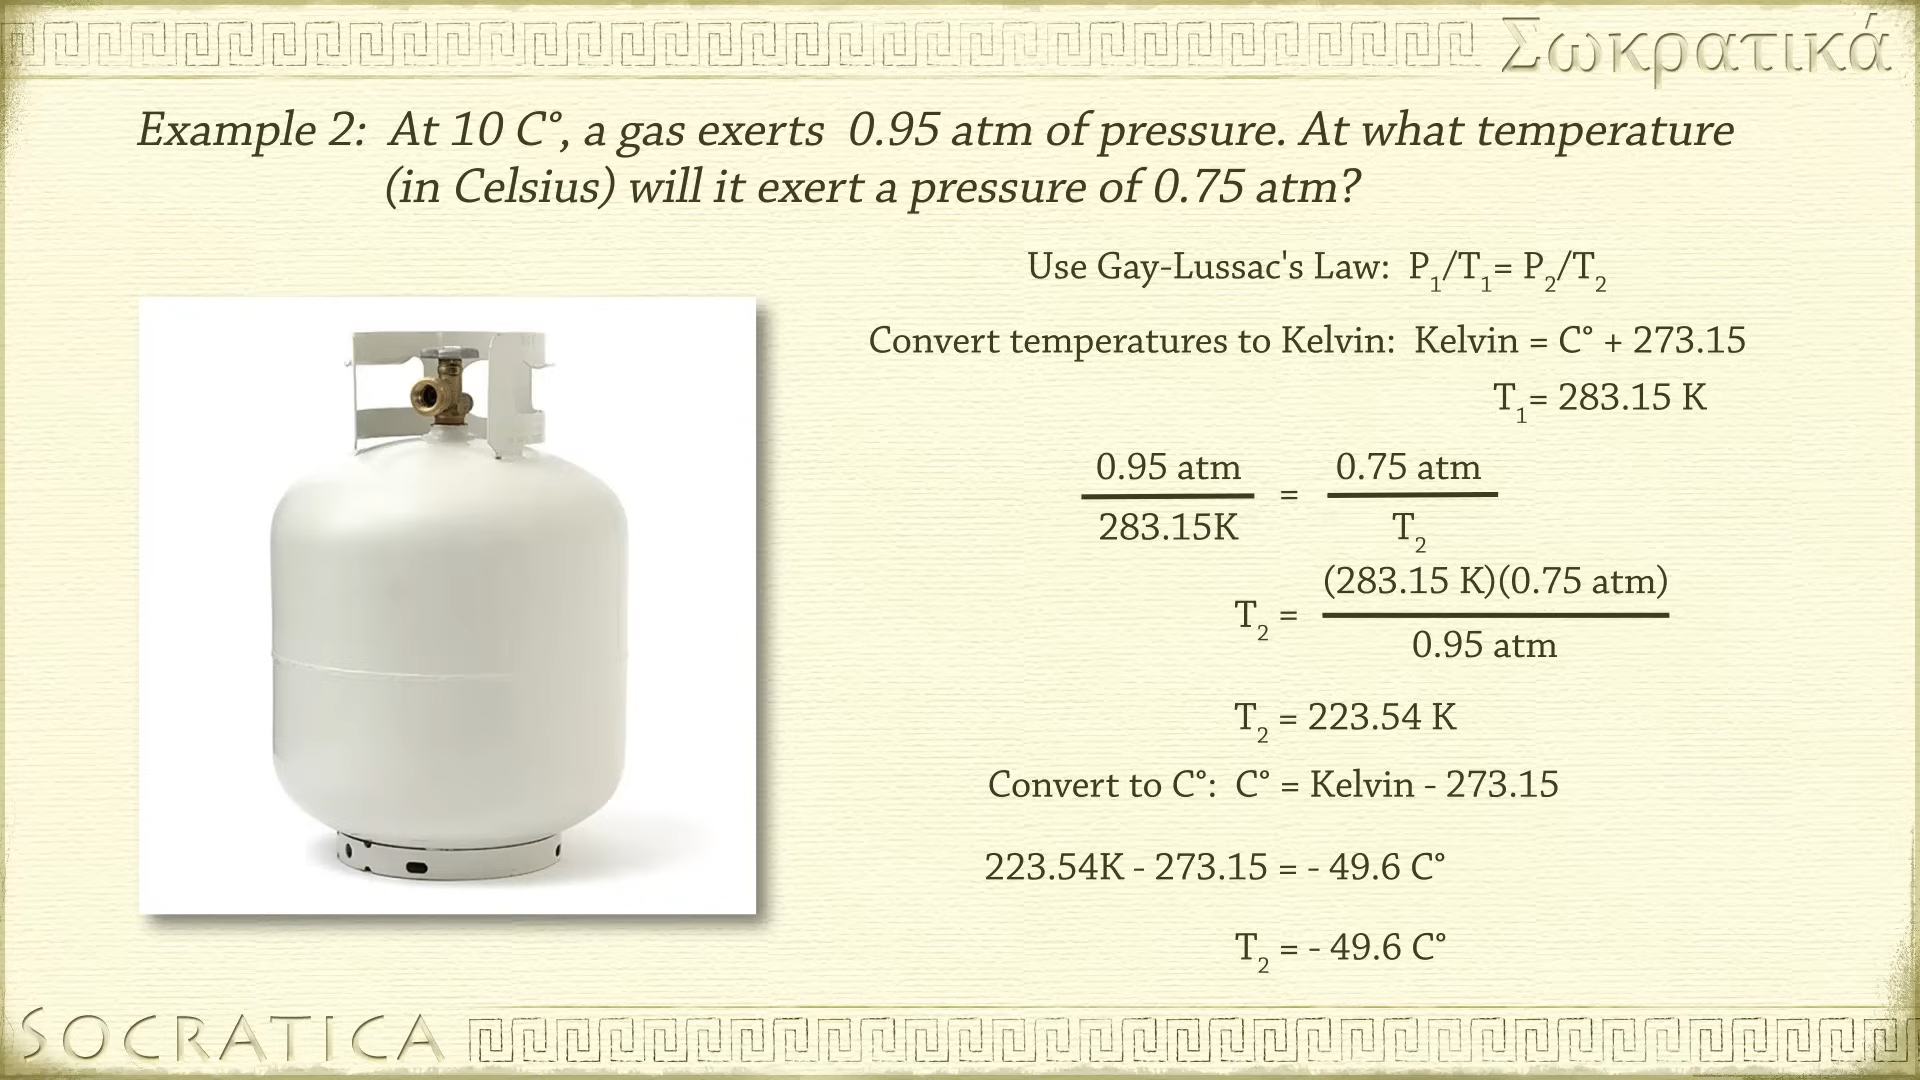 Σωκρατικά
Example 2: At 10 C°, a gas exerts 0.95 atm of pressure. At what temperature
(in Celsius) will it exert a pressure of 0.75 atm?
Use Gay-Lussac's Law: P₁/T₁= P₂/T₂
Convert temperatures to Kelvin: Kelvin = C° + 273.15
T₁= 283.15 K
0.95 atm = 0.75 atm
283.15K T₂
(283.15 K)(0.75 atm)
T₂ =
0.95 atm
T₂ = 223.54 K
Convert to C°: C° = Kelvin - 273.15
223.54K - 273.15 = - 49.6 C°
T₂ = - 49.6 C°
SOCRATICA